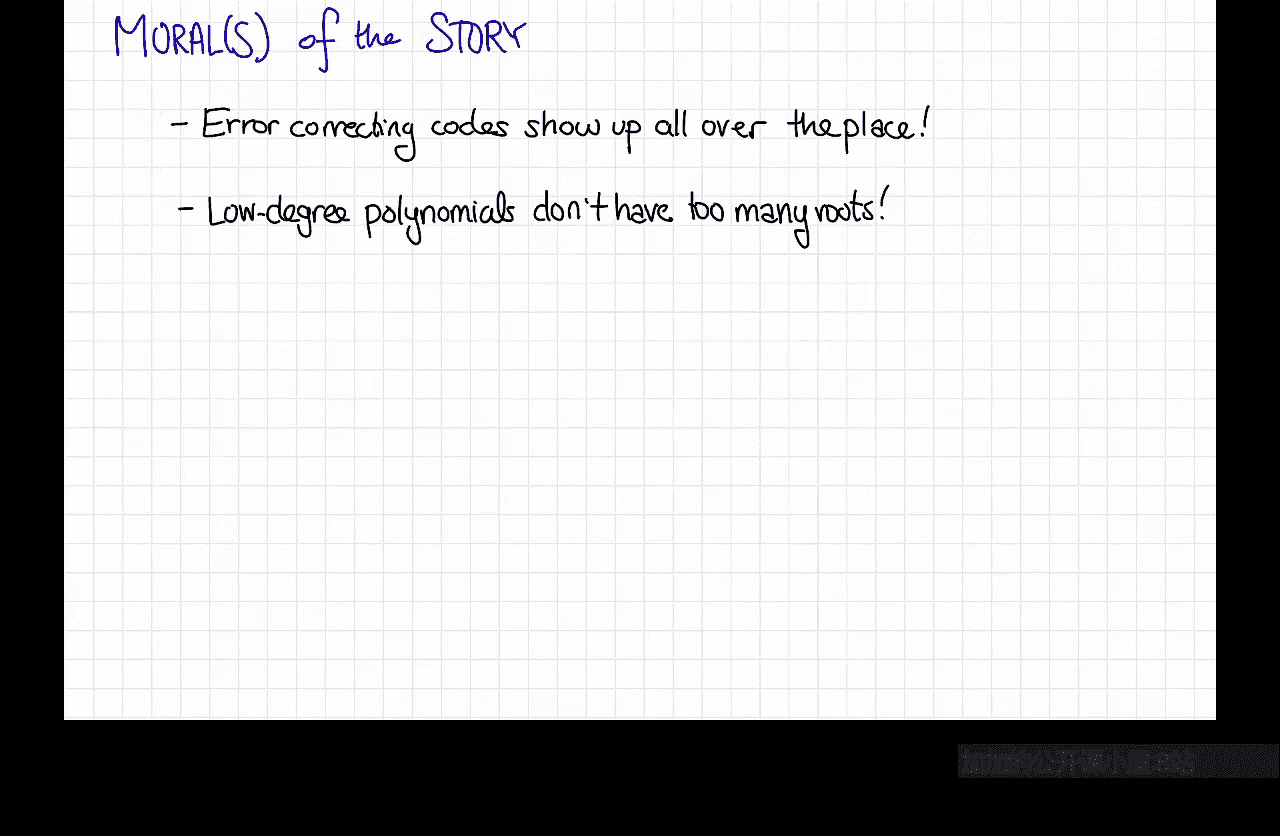 MORAL(S) of the STORY
- Error correcting codes show up all over the place!
- Low-degree polynomials don't have too many roots!